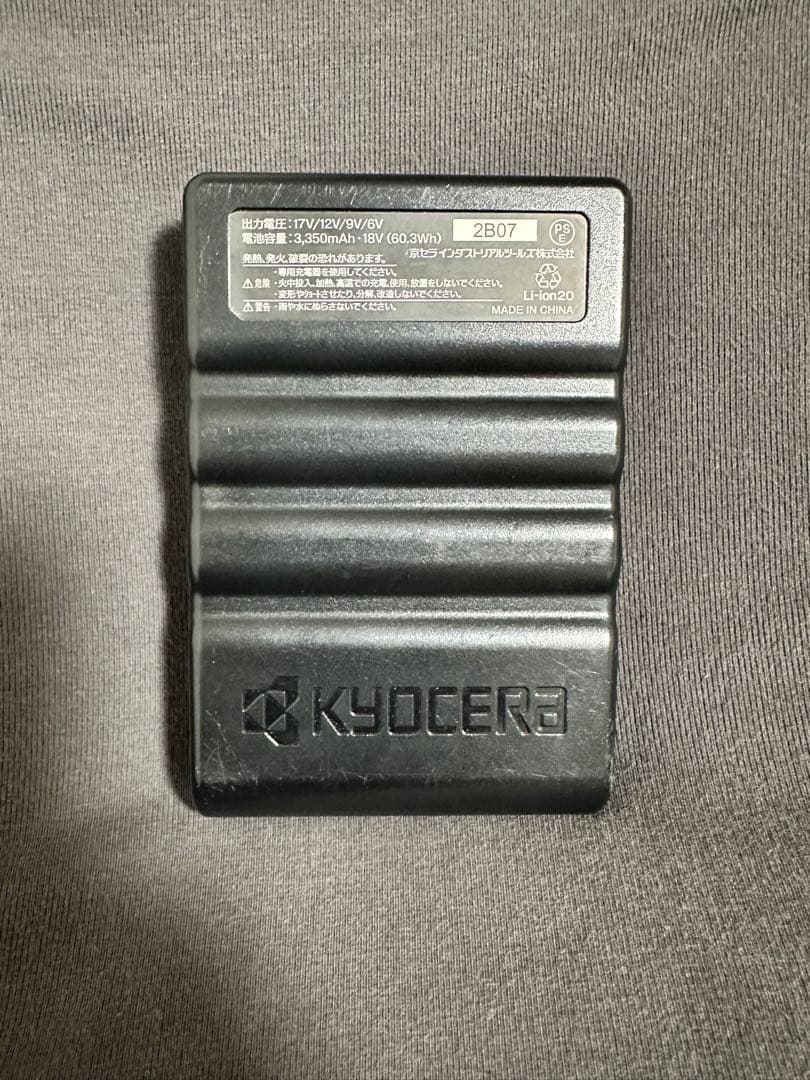 出力電圧:17V/12V/9V/6V
電池容量:3,350mAh・18V (60.3Wh)
2B07
PS
E
京セラインダストリアルツールズ株式会社
発熱、発火、破裂の恐れがあります。
・専用充電器を使用してください。
⚠危険・火中投入、加熱、高温での充電、使用、放置をしないでください。
・変形やショートさせたり、分解、改造しないでください。
⚠警告・雨や水にぬらさないでください。
Li-ion20
MADE IN CHINA
KYOCERA